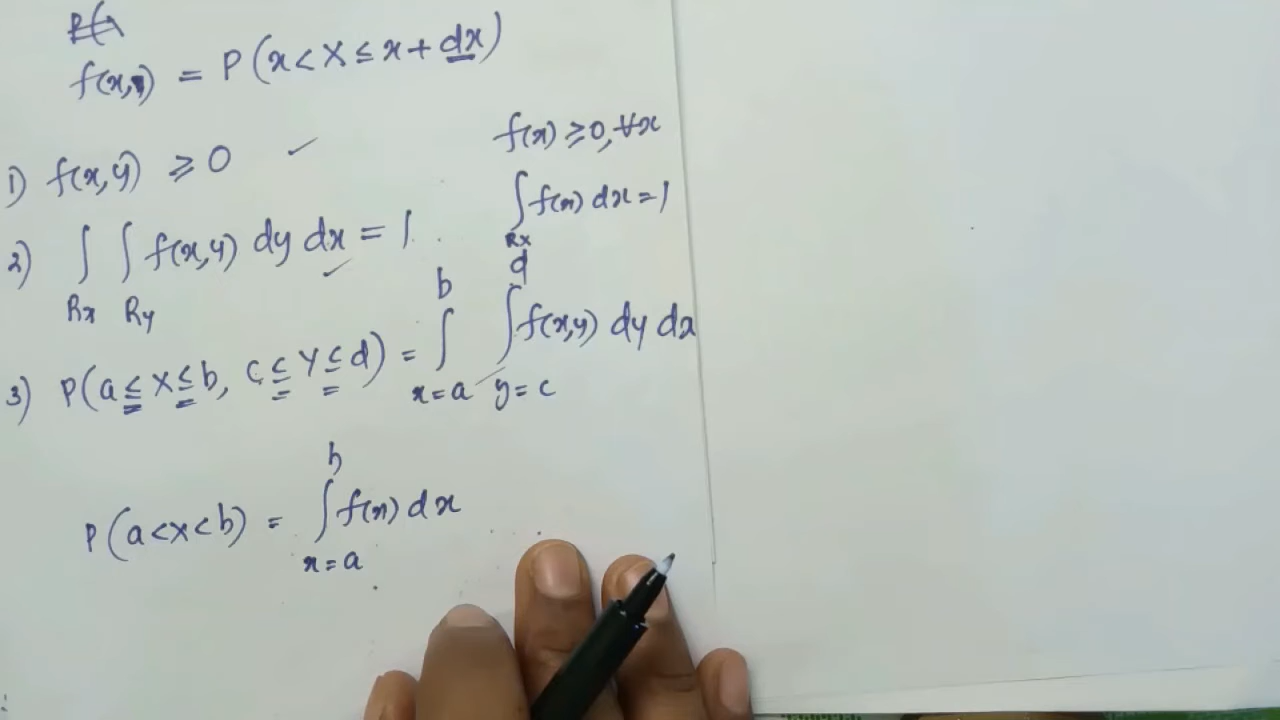 f(x,y) = P(x < X ≤ x + dx)
f(x) ≥ 0, ∀x
1) f(x,y) ≥ 0 ✓
∫ f(x) dx = 1
Rx
2) ∫ ∫ f(x,y) dy dx = 1 ✓
Rx Ry
b d
3) P(a ≤ X ≤ b, c ≤ Y ≤ d) = ∫ ∫ f(x,y) dy dx
x = a y = c
b
P(a < X < b) = ∫ f(x) dx
x = a